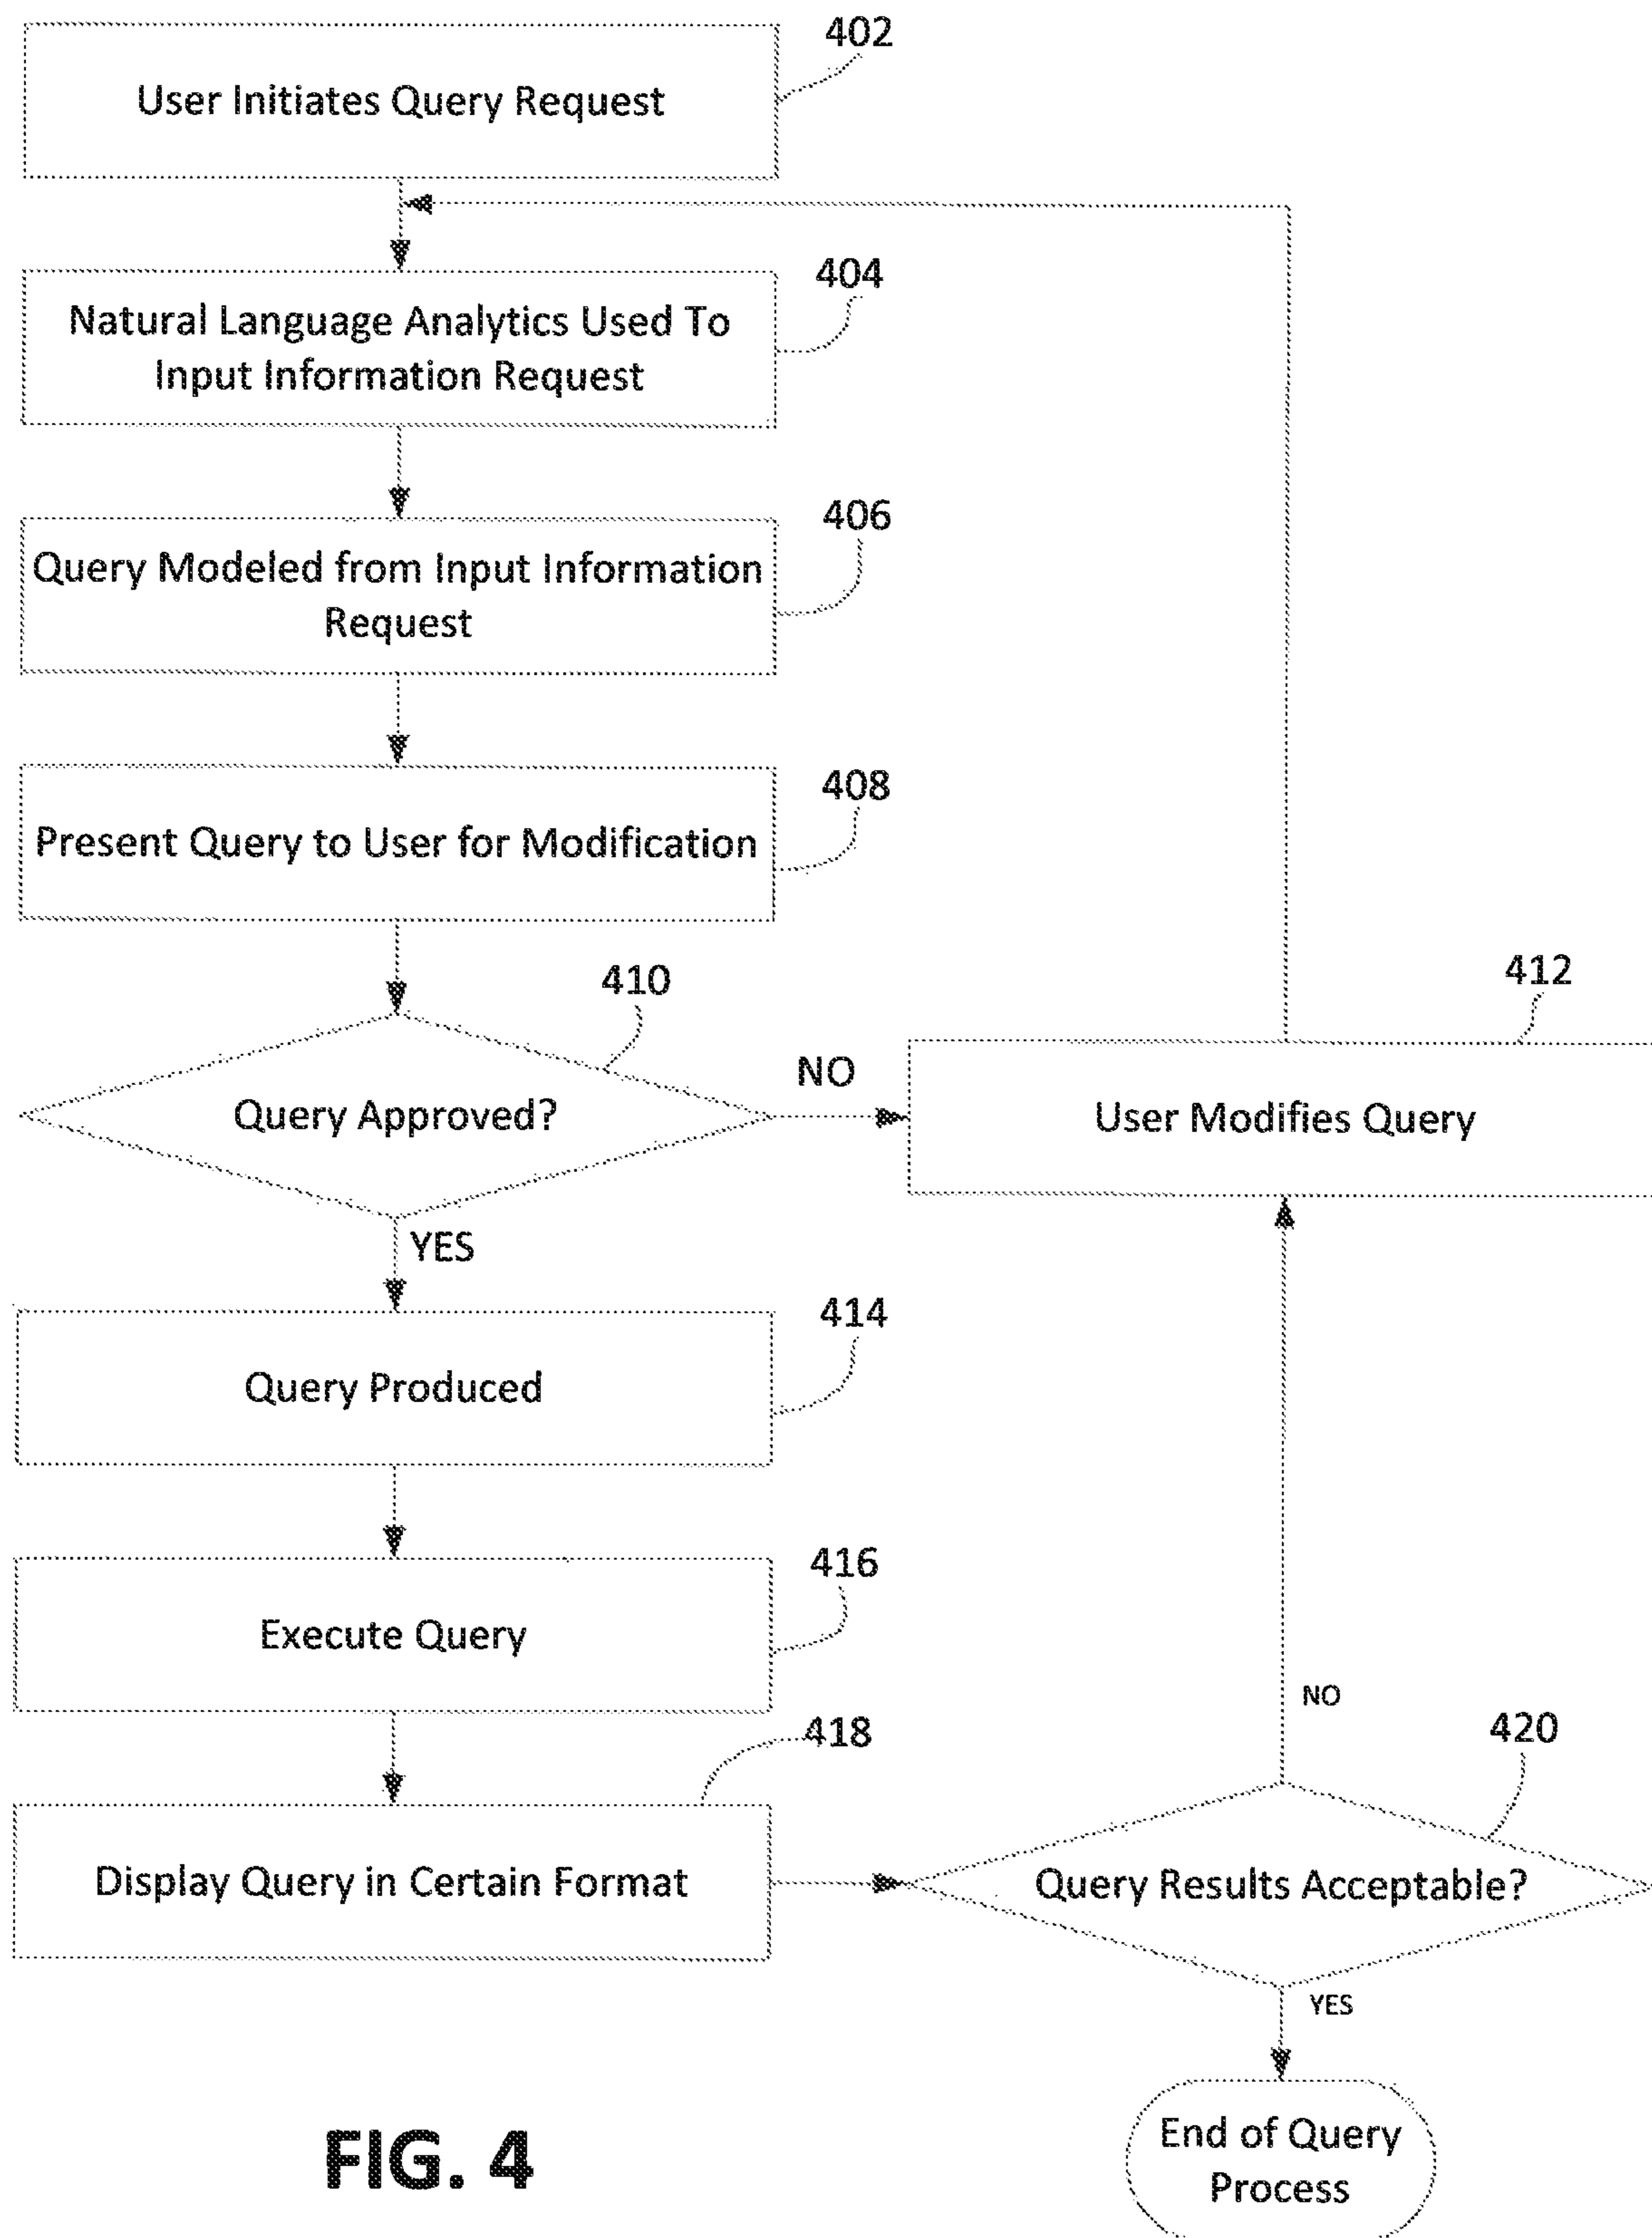 402
User Initiates Query Request
404
Natural Language Analytics Used To
Input Information Request
406
Query Modeled from Input Information
Request
408
Present Query to User for Modification
410
Query Approved?
NO
412
User Modifies Query
YES
414
Query Produced
416
Execute Query
418
Display Query in Certain Format
NO
420
Query Results Acceptable?
YES
End of Query
Process
FIG. 4